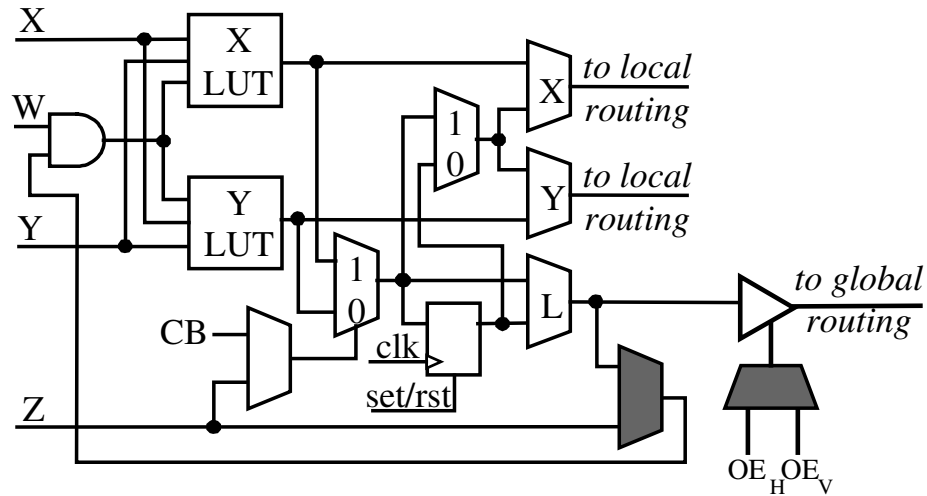 X
X
LUT
to local
routing
X
W
1
0
Y
LUT
to local
routing
Y
Y
1
0
L
to global
routing
CB
clk
set/rst
Z
OE H OE V